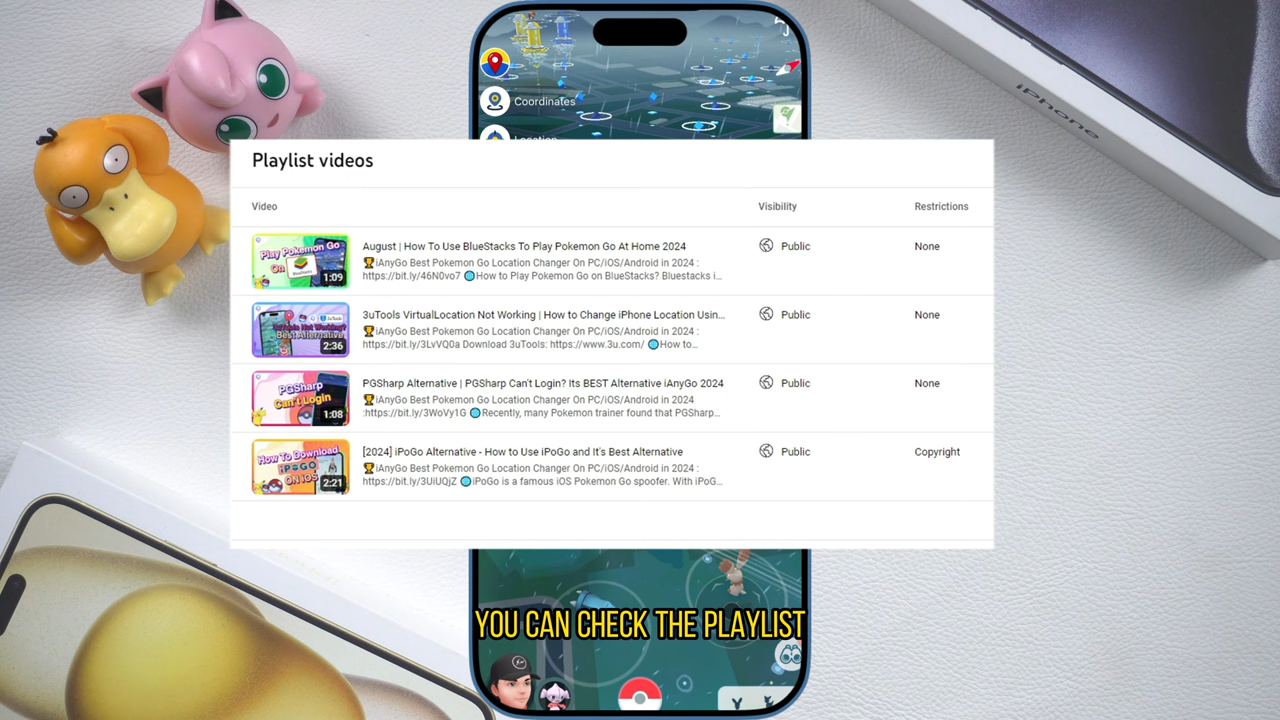 Coordinates
Location
iPhone
Playlist videos
Video
Visibility
Restrictions
Play Pokemon Go
On
BlueStacks
1:09
August | How To Use BlueStacks To Play Pokemon Go At Home 2024
🏆iAnyGo Best Pokemon Go Location Changer On PC/iOS/Android in 2024 :
https://bit.ly/46N0vo7 🌐How to Play Pokemon Go on BlueStacks? Bluestacks i...
Public
None
3uTools
3uTools Not Working?
Best Alternative
2:36
3uTools VirtualLocation Not Working | How to Change iPhone Location Usin...
🏆iAnyGo Best Pokemon Go Location Changer On PC/iOS/Android in 2024 :
https://bit.ly/3LvVQ0a Download 3uTools: https://www.3u.com/ 🌐How to...
Public
None
PGSharp
Can't Login
1:08
PGSharp Alternative | PGSharp Can't Login? Its BEST Alternative iAnyGo 2024
🏆iAnyGo Best Pokemon Go Location Changer On PC/iOS/Android in 2024
:https://bit.ly/3WoVy1G 🌐Recently, many Pokemon trainer found that PGSharp...
Public
None
How To Download
iPOGO
ON iOS
2:21
[2024] iPoGo Alternative - How to Use iPoGo and It's Best Alternative
🏆iAnyGo Best Pokemon Go Location Changer On PC/iOS/Android in 2024 :
https://bit.ly/3UiUQjZ 🌐iPoGo is a famous iOS Pokemon Go spoofer. With iPoG...
Public
Copyright
YOU CAN CHECK THE PLAYLIST